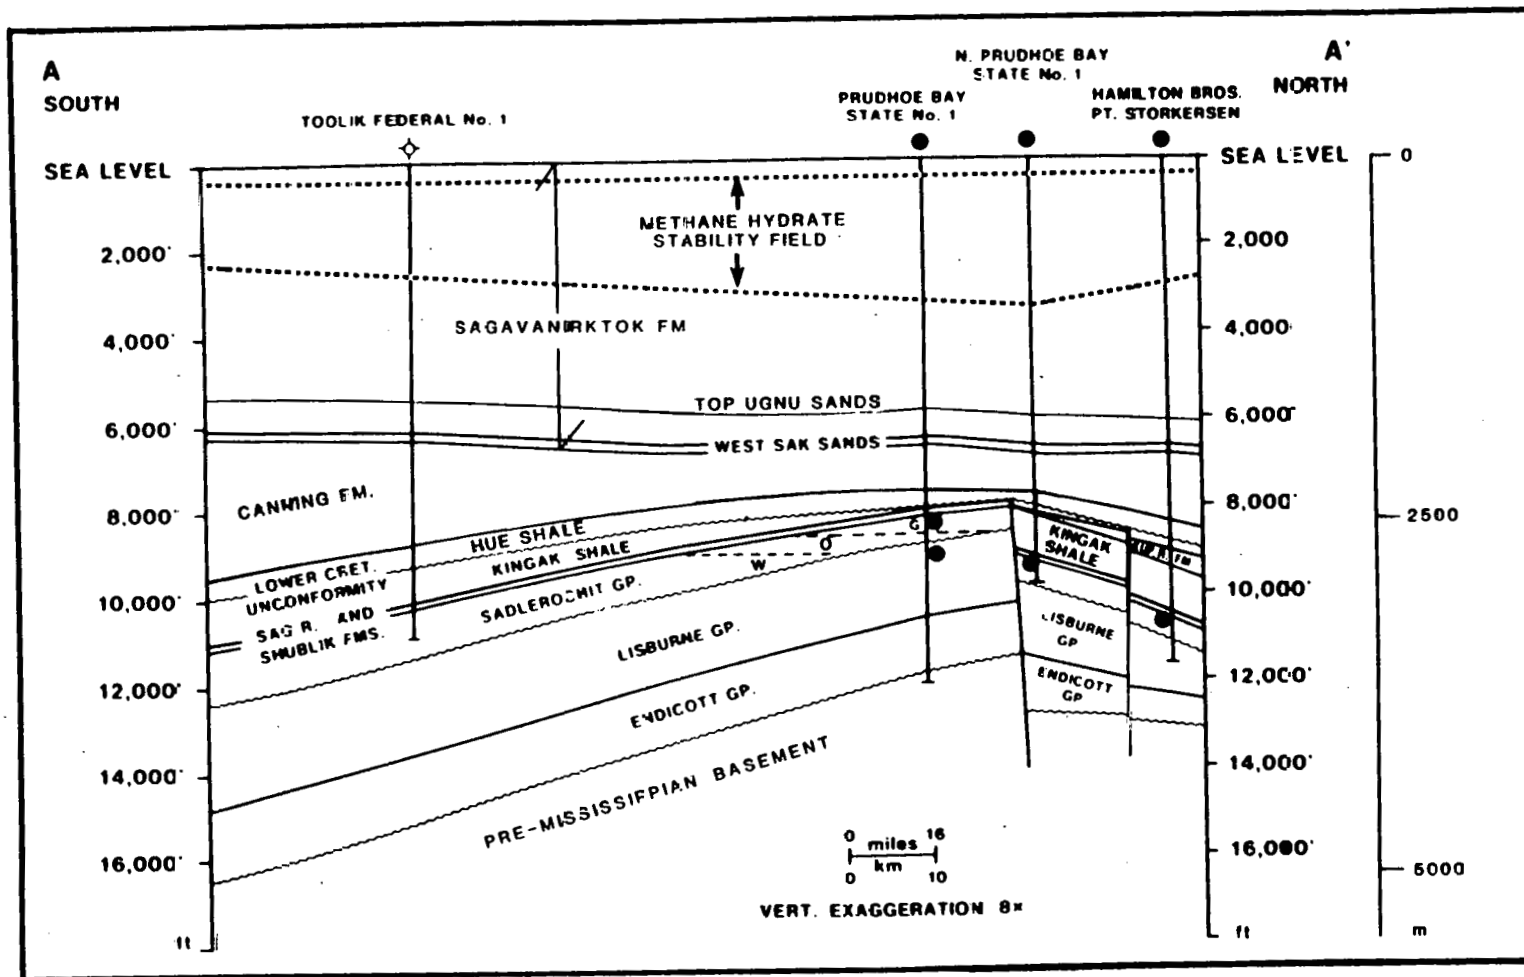 A
SOUTH
A'
NORTH
TOOLIK FEDERAL No. 1
PRUDHOE BAY
STATE No. 1
N. PRUDHOE BAY
STATE No. 1
HAMILTON BROS.
PT. STORKERSEN
SEA LEVEL
SEA LEVEL
0
METHANE HYDRATE
STABILITY FIELD
2,000'
2,000
SAGAVANIRKTOK FM
4,000'
4,000'
TOP UGNU SANDS
6,000'
6,000'
WEST SAK SANDS
CANNING FM.
8,000'
8,000'
2500
HUE SHALE
LOWER CRET.
UNCONFORMITY
KINGAK SHALE
G
O
W
KINGAK
SHALE
KUP. R. FM
10,000'
10,000'
SAG R. AND
SHUBLIK FMS.
SADLEROCHIT GP.
LISBURNE GP.
LISBURNE
GP
12,000'
12,000'
ENDICOTT GP.
ENDICOTT
GP
14,000'
14,000'
PRE-MISSISSIPPIAN BASEMENT
16,000'
16,000'
0 miles 16
km
0 10
5000
VERT. EXAGGERATION 8x
ft
ft
m